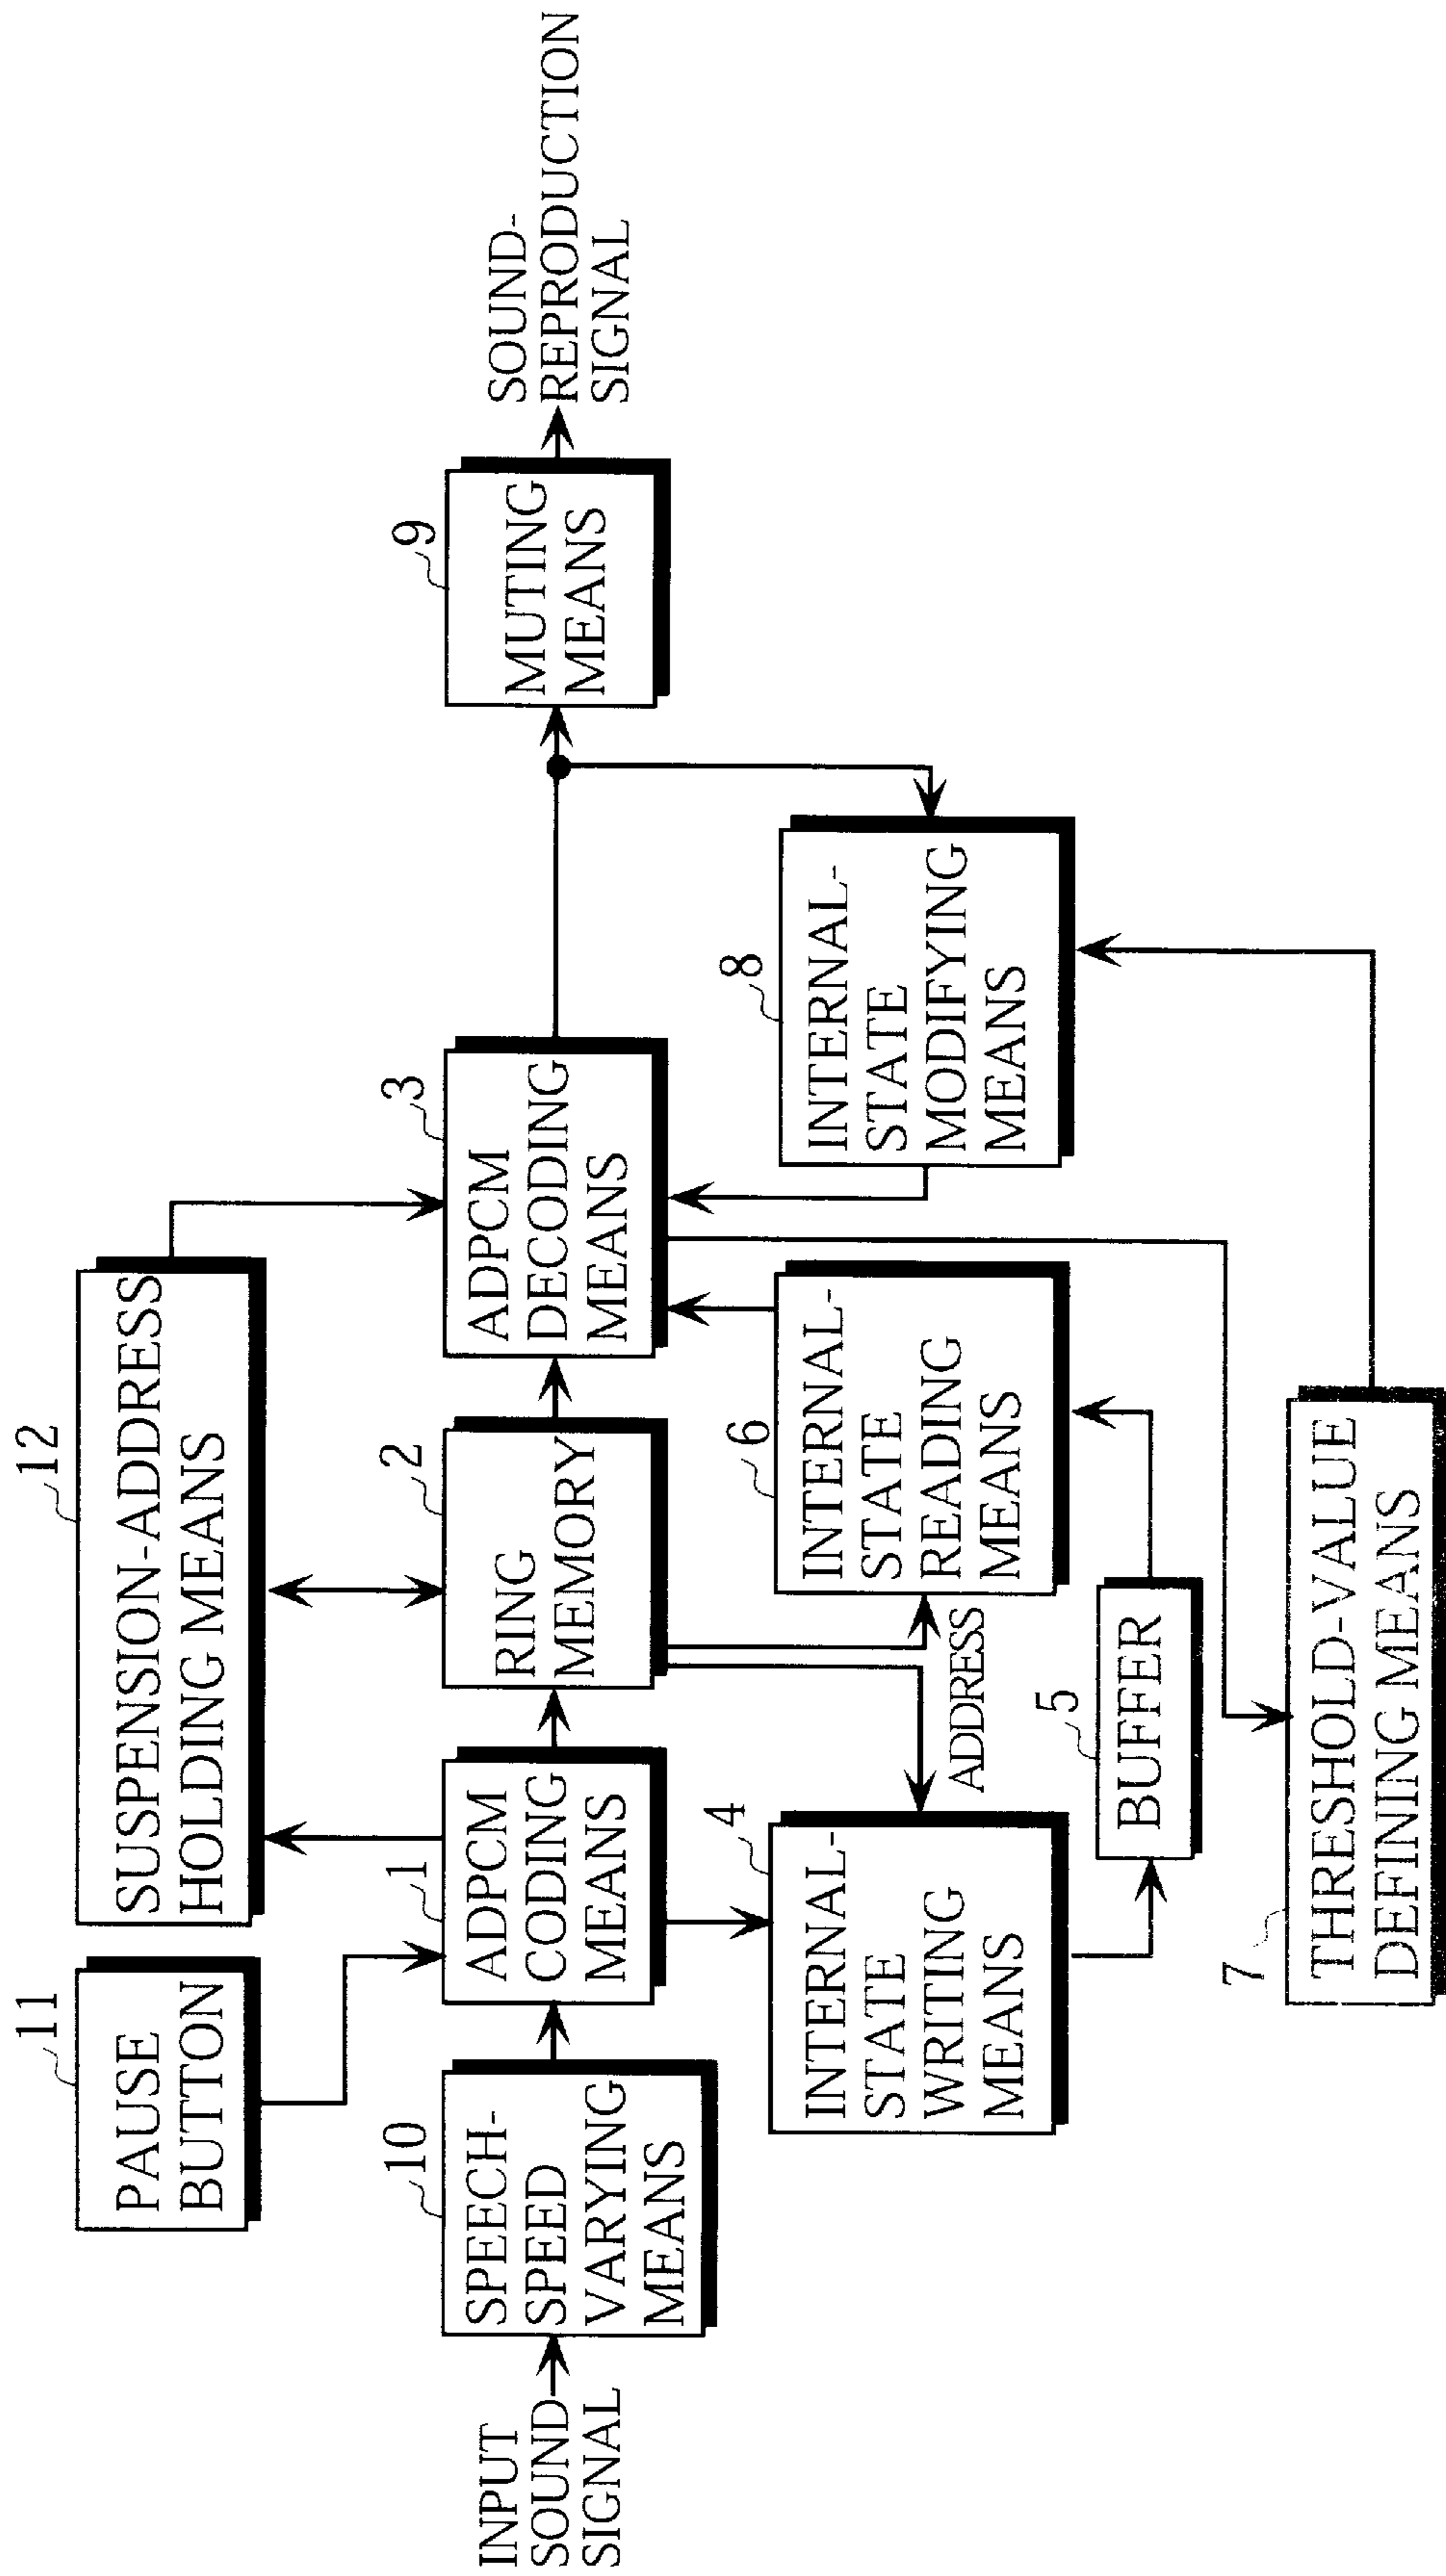 11
PAUSE
BUTTON
12
SUSPENSION-ADDRESS
HOLDING MEANS
INPUT
SOUND
SIGNAL
10
SPEECH-
SPEED
VARYING
MEANS
1
ADPCM
CODING
MEANS
2
RING
MEMORY
3
ADPCM
DECODING
MEANS
9
MUTING
MEANS
SOUND-
REPRODUCTION
SIGNAL
4
INTERNAL-
STATE
WRITING
MEANS
ADDRESS
6
INTERNAL-
STATE
READING
MEANS
8
INTERNAL-
STATE
MODIFYING
MEANS
5
BUFFER
7
THRESHOLD-VALUE
DEFINING MEANS